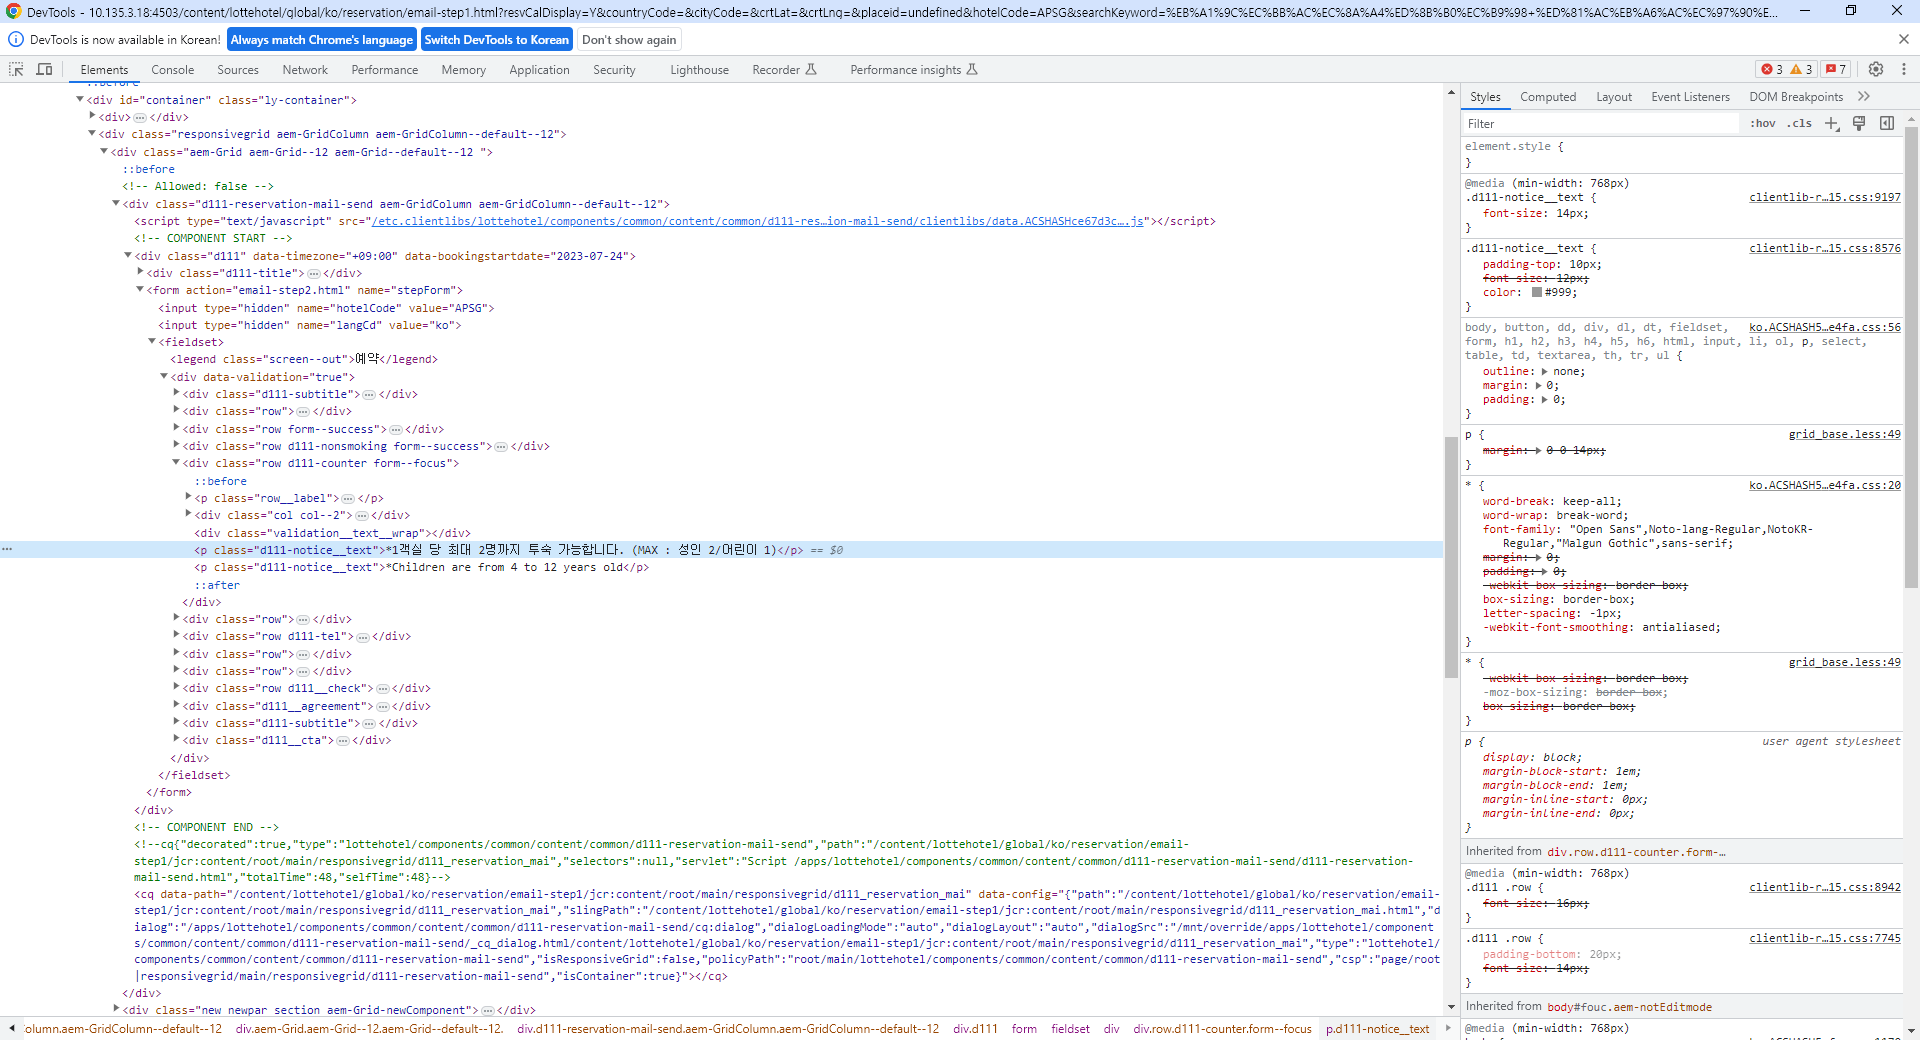 DevTools - 10.135.3.18:4503/content/lottehotel/global/ko/reservation/email-step1.html?resvCalDisplay=Y&countryCode=&cityCode=&crtLat=&crtLnq=&placeid=undefined&hotelCode=APSG&searchKeyword=%EB%A1%9C%EC%BB%AC%EC%8A%A4%ED%8B%B0%EC%B9%98+%ED%81%AC%EB%A6%AC%EC%97%90%E...
DevTools is now available in Korean! Always match Chrome's language Switch DevTools to Korean Don't show again
Elements Console Sources Network Performance Memory Application Security Lighthouse Recorder Performance insights 3 3 7
<div id="container" class="ly-container">
<div>…</div>
<div class="responsivegrid aem-GridColumn aem-GridColumn--default--12">
<div class="aem-Grid aem-Grid--12 aem-Grid--default--12 ">
::before
<!-- Allowed: false -->
<div class="d111-reservation-mail-send aem-GridColumn aem-GridColumn--default--12">
<script type="text/javascript" src="/etc.clientlibs/lottehotel/components/common/content/common/d111-res…ion-mail-send/clientlibs/data.ACSHASHce67d3c….js"></script>
<!-- COMPONENT START -->
<div class="d111" data-timezone="+09:00" data-bookingstartdate="2023-07-24">
<div class="d111-title">…</div>
<form action="email-step2.html" name="stepForm">
<input type="hidden" name="hotelCode" value="APSG">
<input type="hidden" name="langCd" value="ko">
<fieldset>
<legend class="screen--out">예약</legend>
<div data-validation="true">
<div class="d111-subtitle">…</div>
<div class="row">…</div>
<div class="row form--success">…</div>
<div class="row d111-nonsmoking form--success">…</div>
<div class="row d111-counter form--focus">
::before
<p class="row__label">…</p>
<div class="col col--2">…</div>
<div class="validation__text__wrap"></div>
<p class="d111-notice__text">*1객실 당 최대 2명까지 투숙 가능합니다. (MAX : 성인 2/어린이 1)</p> == $0
<p class="d111-notice__text">*Children are from 4 to 12 years old</p>
::after
</div>
<div class="row">…</div>
<div class="row d111-tel">…</div>
<div class="row">…</div>
<div class="row">…</div>
<div class="row d111__check">…</div>
<div class="d111__agreement">…</div>
<div class="d111-subtitle">…</div>
<div class="d111__cta">…</div>
</div>
</fieldset>
</form>
</div>
<!-- COMPONENT END -->
<!--cq{"decorated":true,"type":"lottehotel/components/common/content/common/d111-reservation-mail-send","path":"/content/lottehotel/global/ko/reservation/email-
step1/jcr:content/root/main/responsivegrid/d111_reservation_mai","selectors":null,"servlet":"Script /apps/lottehotel/components/common/content/common/d111-reservation-mail-send/d111-reservation-
mail-send.html","totalTime":48,"selfTime":48}-->
<cq data-path="/content/lottehotel/global/ko/reservation/email-step1/jcr:content/root/main/responsivegrid/d111_reservation_mai" data-config="{"path":"/content/lottehotel/global/ko/reservation/email-
step1/jcr:content/root/main/responsivegrid/d111_reservation_mai","slingPath":"/content/lottehotel/global/ko/reservation/email-step1/jcr:content/root/main/responsivegrid/d111_reservation_mai.html","d
ialog":"/apps/lottehotel/components/common/content/common/d111-reservation-mail-send/cq:dialog","dialogLoadingMode":"auto","dialogLayout":"auto","dialogSrc":"/mnt/override/apps/lottehotel/component
s/common/content/common/d111-reservation-mail-send/_cq_dialog.html/content/lottehotel/global/ko/reservation/email-step1/jcr:content/root/main/responsivegrid/d111_reservation_mai","type":"lottehotel/
components/common/content/common/d111-reservation-mail-send","isResponsiveGrid":false,"policyPath":"root/main/lottehotel/components/common/content/common/d111-reservation-mail-send","csp":"page/root
|responsivegrid/main/responsivegrid/d111-reservation-mail-send","isContainer":true}"></cq>
</div>
<div class="new newpar section aem-Grid-newComponent">…</div>
olumn.aem-GridColumn--default--12 div.aem-Grid.aem-Grid--12.aem-Grid--default--12. div.d111-reservation-mail-send.aem-GridColumn.aem-GridColumn--default--12 div.d111 form fieldset div div.row.d111-counter.form--focus p.d111-notice__text
Styles Computed Layout Event Listeners DOM Breakpoints
Filter :hov .cls
element.style {
}
@media (min-width: 768px)
.d111-notice__text { clientlib-r…15.css:9197
font-size: 14px;
}
.d111-notice__text { clientlib-r…15.css:8576
padding-top: 10px;
font-size: 12px;
color: #999;
}
body, button, dd, div, dl, dt, fieldset, ko.ACSHASH5…e4fa.css:56
form, h1, h2, h3, h4, h5, h6, html, input, li, ol, p, select,
table, td, textarea, th, tr, ul {
outline: none;
margin: 0;
padding: 0;
}
p { grid_base.less:49
margin: 0 0 14px;
}
* { ko.ACSHASH5…e4fa.css:20
word-break: keep-all;
word-wrap: break-word;
font-family: "Open Sans",Noto-lang-Regular,NotoKR-
Regular,"Malgun Gothic",sans-serif;
margin: 0;
padding: 0;
-webkit-box-sizing: border-box;
box-sizing: border-box;
letter-spacing: -1px;
-webkit-font-smoothing: antialiased;
}
* { grid_base.less:49
-webkit-box-sizing: border-box;
-moz-box-sizing: border-box;
box-sizing: border-box;
}
p { user agent stylesheet
display: block;
margin-block-start: 1em;
margin-block-end: 1em;
margin-inline-start: 0px;
margin-inline-end: 0px;
}
Inherited from div.row.d111-counter.form-…
@media (min-width: 768px)
.d111 .row { clientlib-r…15.css:8942
font-size: 16px;
}
.d111 .row { clientlib-r…15.css:7745
padding-bottom: 20px;
font-size: 14px;
}
Inherited from body#fouc.aem-notEditmode
@media (min-width: 768px)